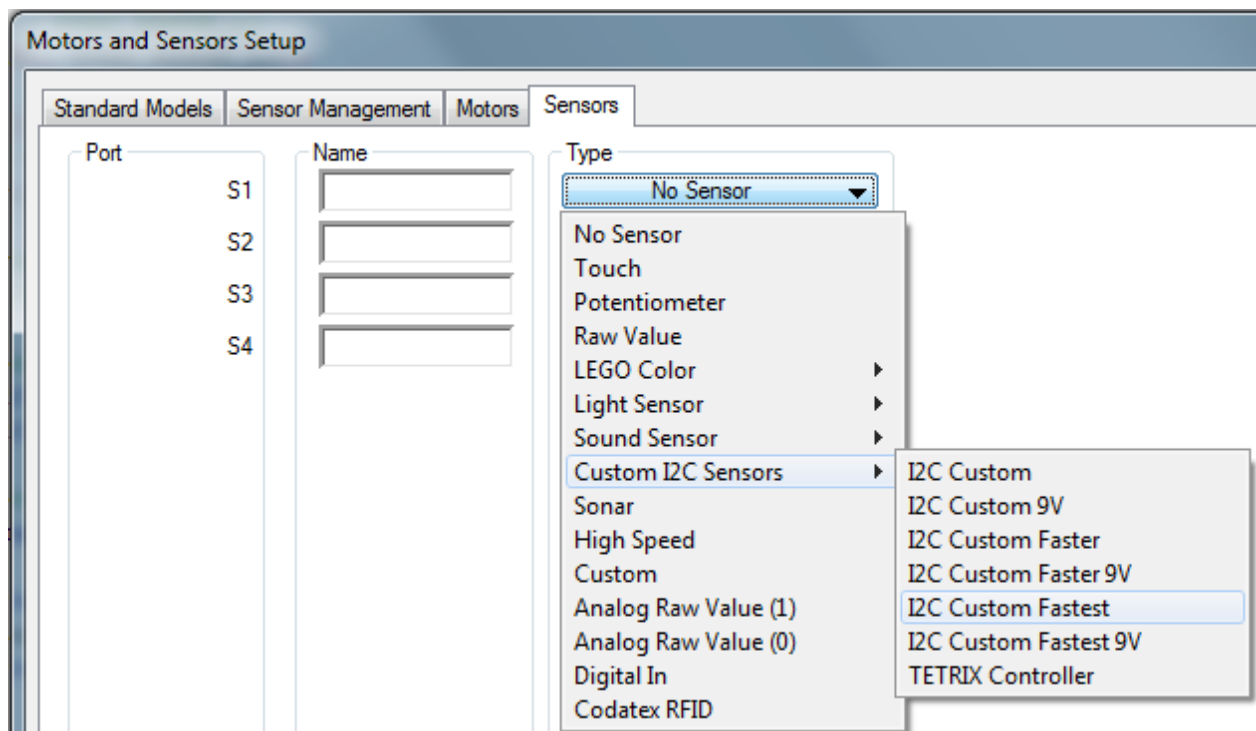 Motors and Sensors Setup
Standard Models Sensor Management Motors Sensors
Port Name Type
S1 No Sensor
S2
S3
S4
No Sensor
Touch
Potentiometer
Raw Value
LEGO Color
Light Sensor
Sound Sensor
Custom I2C Sensors
Sonar
High Speed
Custom
Analog Raw Value (1)
Analog Raw Value (0)
Digital In
Codatex RFID
I2C Custom
I2C Custom 9V
I2C Custom Faster
I2C Custom Faster 9V
I2C Custom Fastest
I2C Custom Fastest 9V
TETRIX Controller